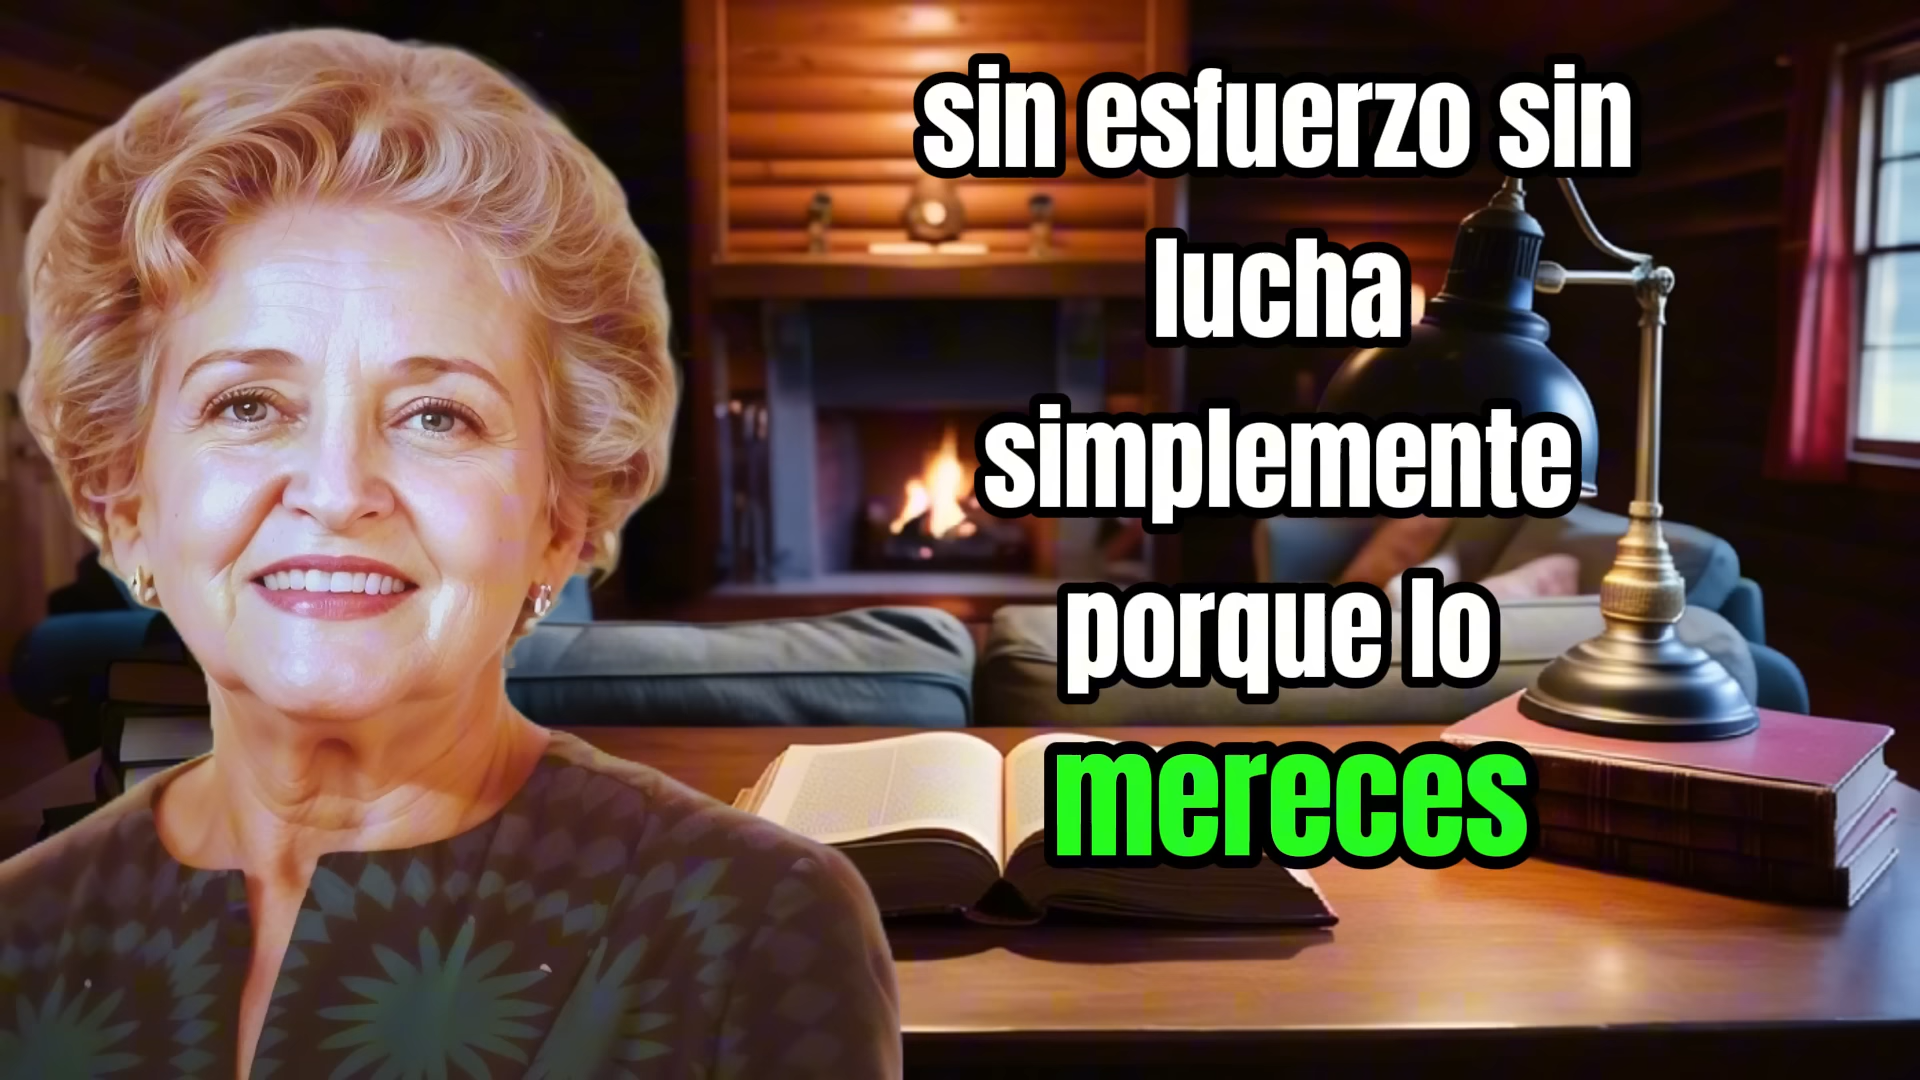 sin esfuerzo sin
lucha
simplemente
porque lo
mereces